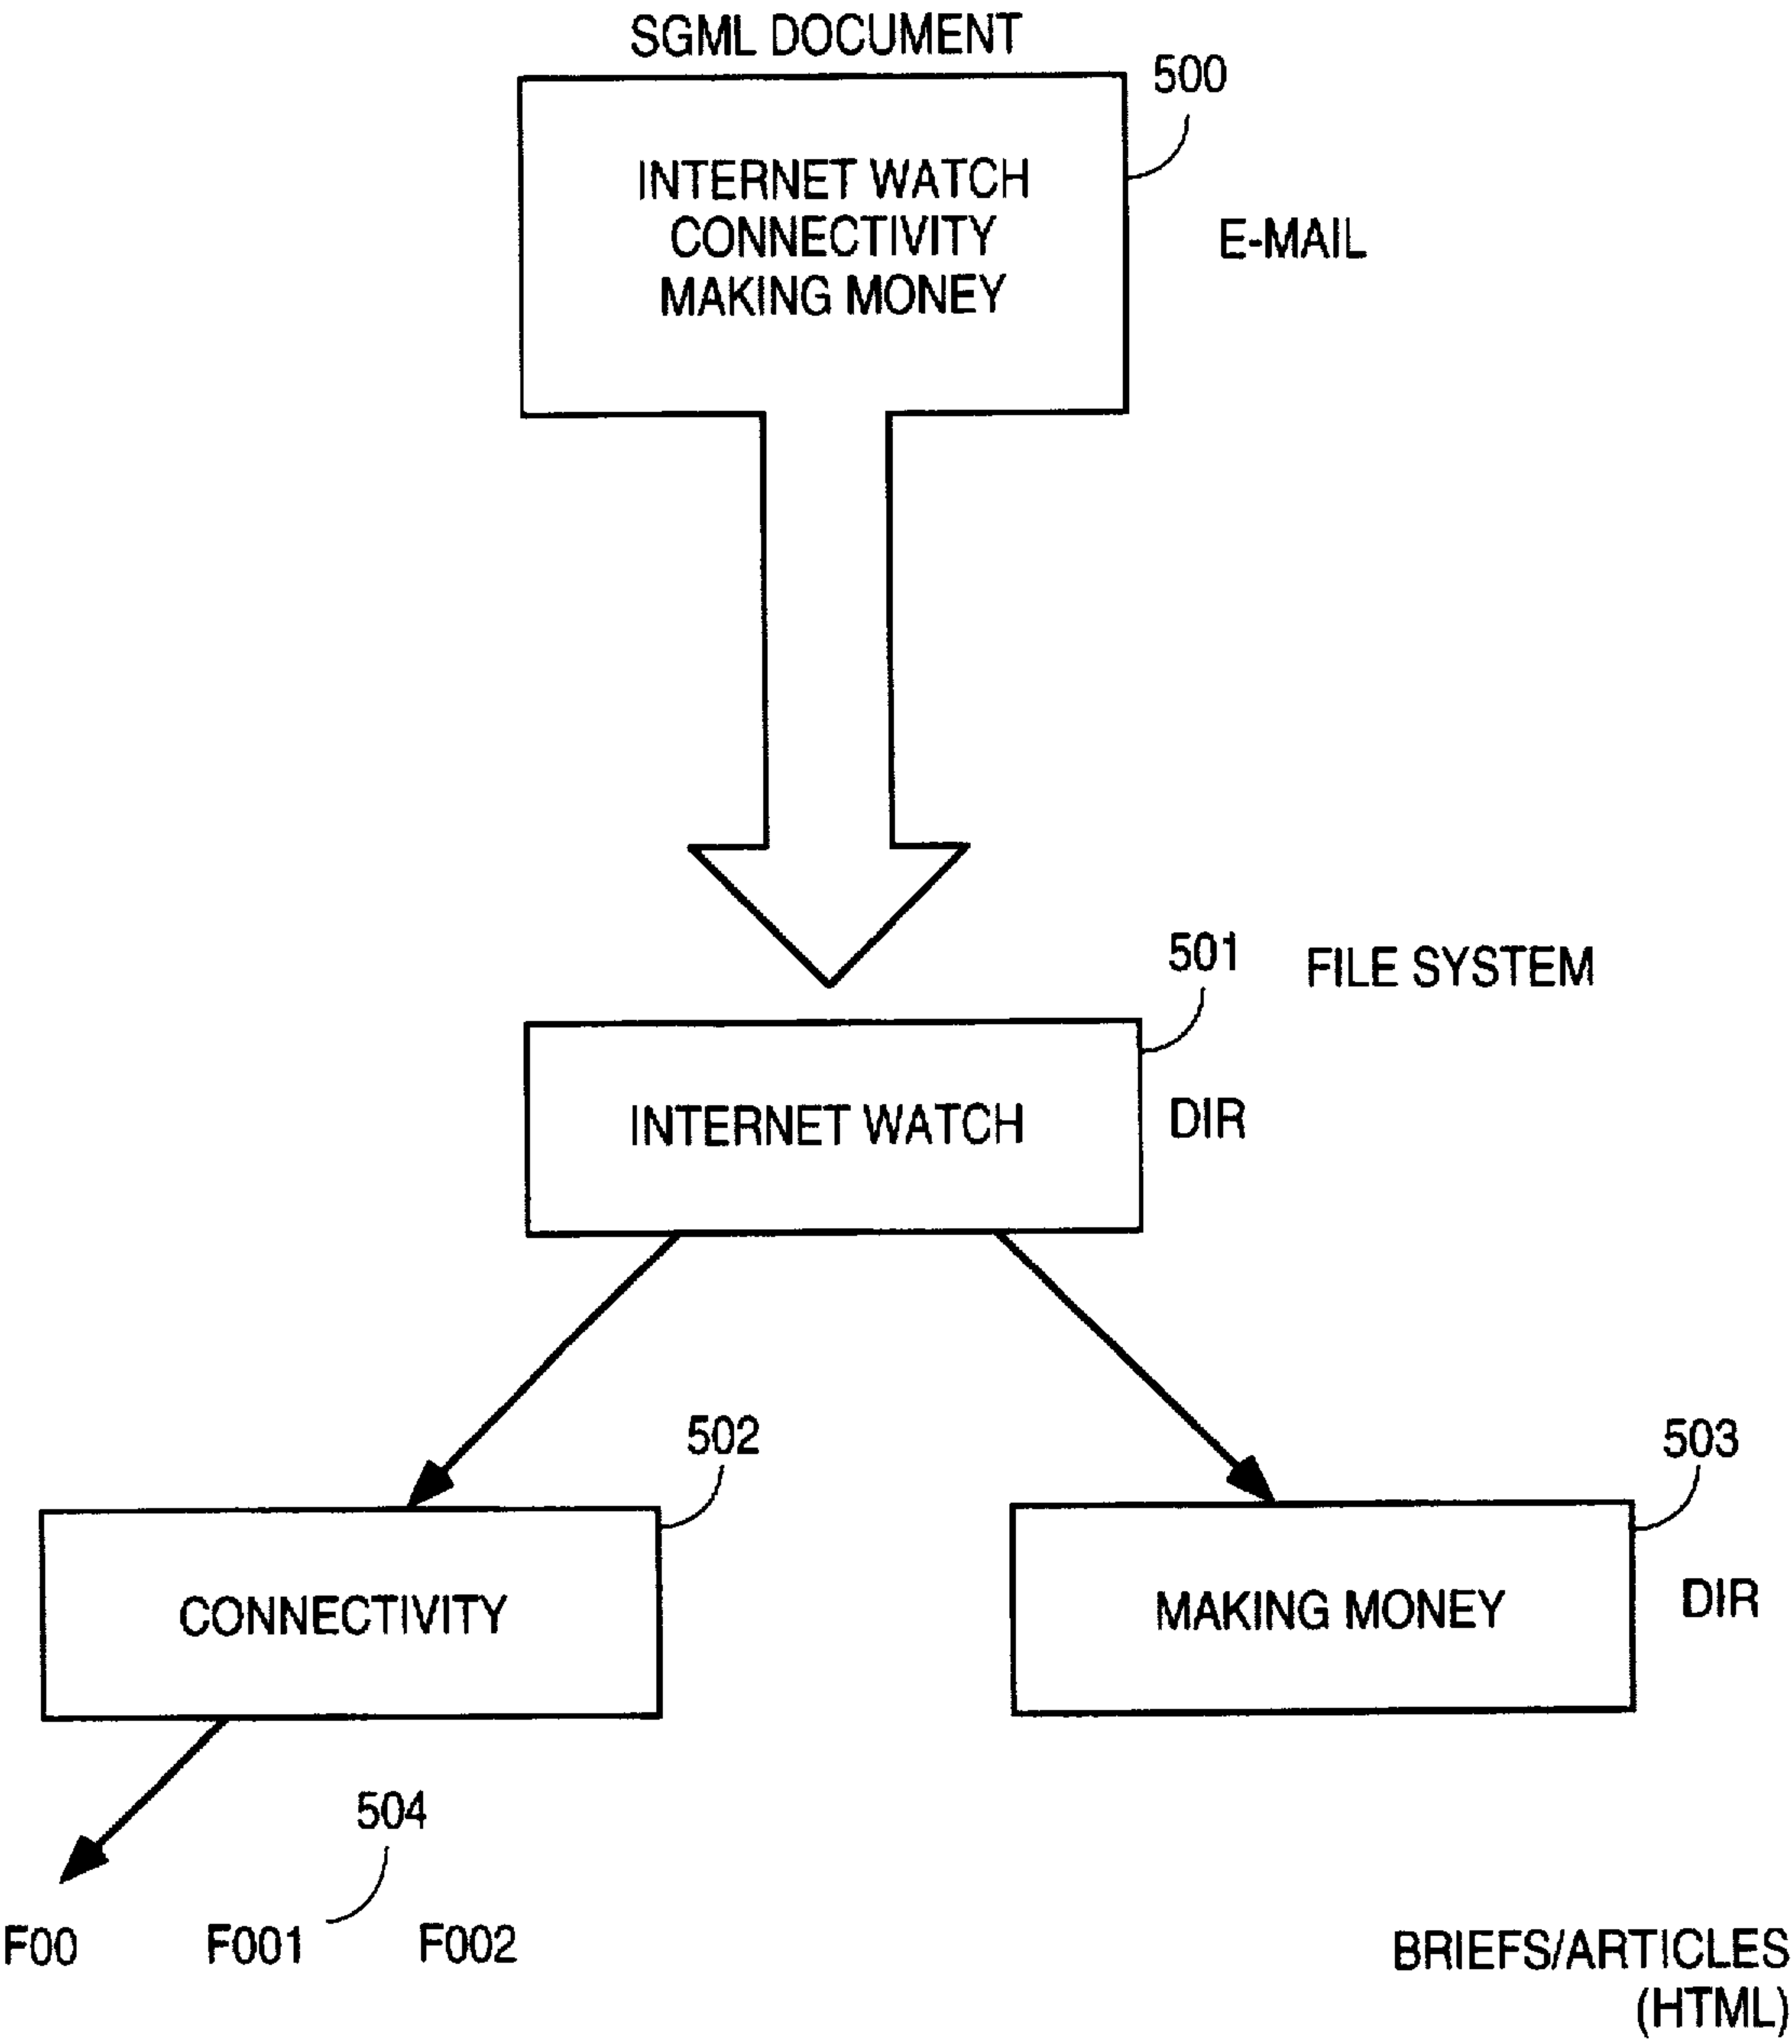 SGML DOCUMENT
500
INTERNET WATCH
CONNECTIVITY
MAKING MONEY
E-MAIL
501
FILE SYSTEM
INTERNET WATCH
DIR
502
503
CONNECTIVITY
MAKING MONEY
DIR
504
F00
F001
F002
BRIEFS/ARTICLES
(HTML)